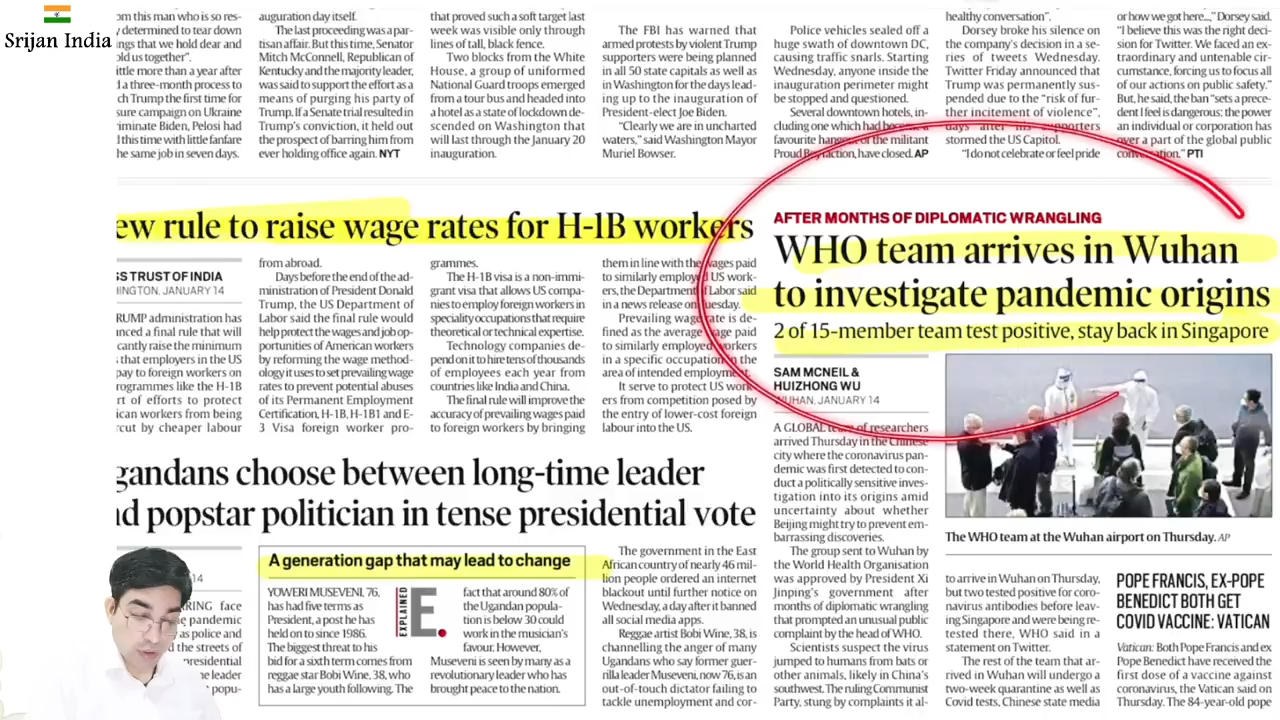 Srijan India
om this man who is so res-
y determined to tear down
ings that we hold dear and
old us together”.
ittle more than a year after
d a three-month process to
ch Trump the first time for
sure campaign on Ukraine
riminate Biden, Pelosi had
l this time with little fanfare
he same job in seven days.
auguration day itself.
The last proceeding was a par-
tisan affair. But this time, Senator
Mitch McConnell, Republican of
Kentucky and the majority leader,
was said to support the effort as a
means of purging his party of
Trump. If a Senate trial resulted in
Trump’s conviction, it held out
the prospect of barring him from
ever holding office again. NYT
that proved such a soft target last
week was visible only through
lines of tall, black fence.
Two blocks from the White
House, a group of uniformed
National Guard troops emerged
from a tour bus and headed into
a hotel as a state of lockdown de-
scended on Washington that
will last through the January 20
inauguration.
The FBI has warned that
armed protests by violent Trump
supporters were being planned
in all 50 state capitals as well as
in Washington for the days lead-
ing up to the inauguration of
President-elect Joe Biden.
“Clearly we are in uncharted
waters,” said Washington Mayor
Muriel Bowser.
Police vehicles sealed off a
huge swath of downtown DC,
causing traffic snarls. Starting
Wednesday, anyone inside the
inauguration perimeter might
be stopped and questioned.
Several downtown hotels, in-
cluding one which had become a
favourite hangout of the militant
Proud Boy faction, have closed. AP
healthy conversation”.
Dorsey broke his silence on
the company’s decision in a se-
ries of tweets Wednesday.
Twitter Friday announced that
Trump was permanently sus-
pended due to the “risk of fur-
ther incitement of violence”,
days after his supporters
stormed the US Capitol.
“I do not celebrate or feel pride
or how we got here...,” Dorsey said.
“I believe this was the right deci-
sion for Twitter. We faced an ex-
traordinary and untenable cir-
cumstance, forcing us to focus all
of our actions on public safety.”
But, he said, the ban “sets a prece-
dent I feel is dangerous: the power
an individual or corporation has
over a part of the global public
conversation.” PTI
ew rule to raise wage rates for H-1B workers
SS TRUST OF INDIA
HINGTON, JANUARY 14
RUMP administration has
nced a final rule that will
cantly raise the minimum
s that employers in the US
pay to foreign workers on
rogrammes like the H-1B
rt of efforts to protect
ican workers from being
rcut by cheaper labour
from abroad.
Days before the end of the ad-
ministration of President Donald
Trump, the US Department of
Labor said the final rule would
help protect the wages and job op-
portunities of American workers
by reforming the wage method-
ology it uses to set prevailing wage
rates to prevent potential abuses
of its Permanent Employment
Certification, H-1B, H-1B1 and E-
3 Visa foreign worker pro-
grammes.
The H-1B visa is a non-immi-
grant visa that allows US compa-
nies to employ foreign workers in
speciality occupations that require
theoretical or technical expertise.
Technology companies de-
pend on it to hire tens of thousands
of employees each year from
countries like India and China.
The final rule will improve the
accuracy of prevailing wages paid
to foreign workers by bringing
them in line with the wages paid
to similarly employed US work-
ers, the Department of Labor said
in a news release on Tuesday.
Prevailing wage rate is de-
fined as the average wage paid
to similarly employed workers
in a specific occupation in the
area of intended employment.
It serve to protect US work-
ers from competition posed by
the entry of lower-cost foreign
labour into the US.
AFTER MONTHS OF DIPLOMATIC WRANGLING
WHO team arrives in Wuhan
to investigate pandemic origins
2 of 15-member team test positive, stay back in Singapore
SAM MCNEIL &
HUIZHONG WU
WUHAN, JANUARY 14
A GLOBAL team of researchers
arrived Thursday in the Chinese
city where the coronavirus pan-
demic was first detected to con-
duct a politically sensitive inves-
tigation into its origins amid
uncertainty about whether
Beijing might try to prevent em-
barrassing discoveries.
The group sent to Wuhan by
the World Health Organisation
was approved by President Xi
Jinping’s government after
months of diplomatic wrangling
that prompted an unusual public
complaint by the head of WHO.
Scientists suspect the virus
jumped to humans from bats or
other animals, likely in China’s
southwest. The ruling Communist
Party, stung by complaints it al-
The WHO team at the Wuhan airport on Thursday. AP
to arrive in Wuhan on Thursday,
but two tested positive for coro-
navirus antibodies before leav-
ing Singapore and were being re-
tested there, WHO said in a
statement on Twitter.
The rest of the team that ar-
rived in Wuhan will undergo a
two-week quarantine as well as
Covid tests, Chinese state media
POPE FRANCIS, EX-POPE
BENEDICT BOTH GET
COVID VACCINE: VATICAN
Vatican: Both Pope Francis and ex
Pope Benedict have received the
first dose of a vaccine against
coronavirus, the Vatican said on
Thursday. The 84-year-old pope
gandans choose between long-time leader
nd popstar politician in tense presidential vote
14
RING face
e pandemic
as police and
d the streets of
presidential
he leader
popu-
A generation gap that may lead to change
YOWERI MUSEVENI, 76,
has had five terms as
President, a post he has
held on to since 1986.
The biggest threat to his
bid for a sixth term comes from
reggae star Bobi Wine, 38, who
has a large youth following. The
EXPLAINED
E.
fact that around 80% of
the Ugandan popula-
tion is below 30 could
work in the musician’s
favour. However,
Museveni is seen by many as a
revolutionary leader who has
brought peace to the nation.
The government in the East
African country of nearly 46 mil-
lion people ordered an internet
blackout until further notice on
Wednesday, a day after it banned
all social media apps.
Reggae artist Bobi Wine, 38, is
channelling the anger of many
Ugandans who say former guer-
rilla leader Museveni, now 76, is an
out-of-touch dictator failing to
tackle unemployment and cor-